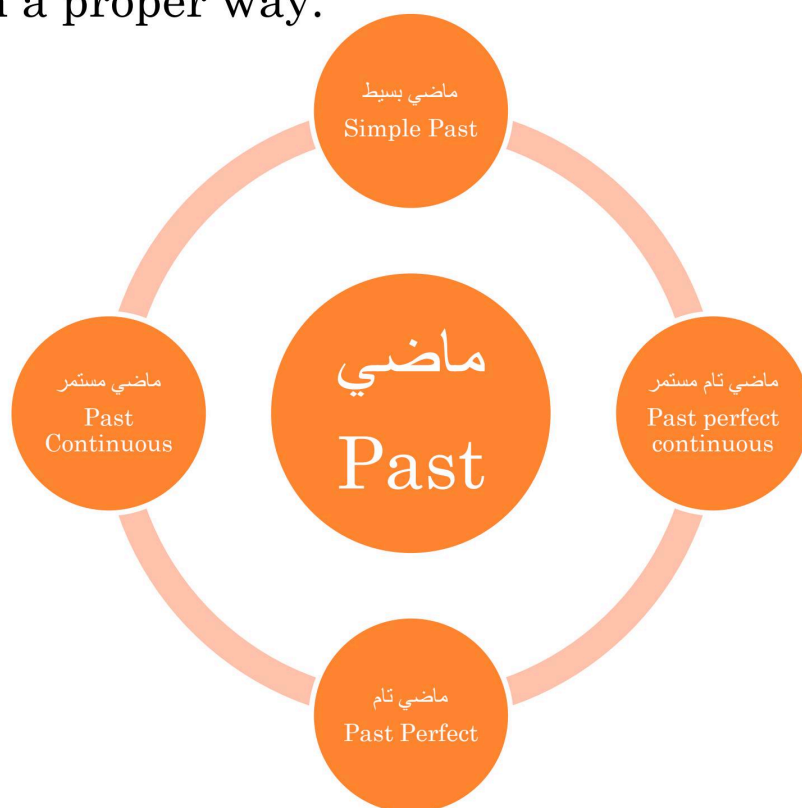 a proper way.
ماضي بسيط
Simple Past
ماضي
Past
ماضي تام مستمر
Past perfect
continuous
ماضي تام
Past Perfect
ماضي مستمر
Past
Continuous